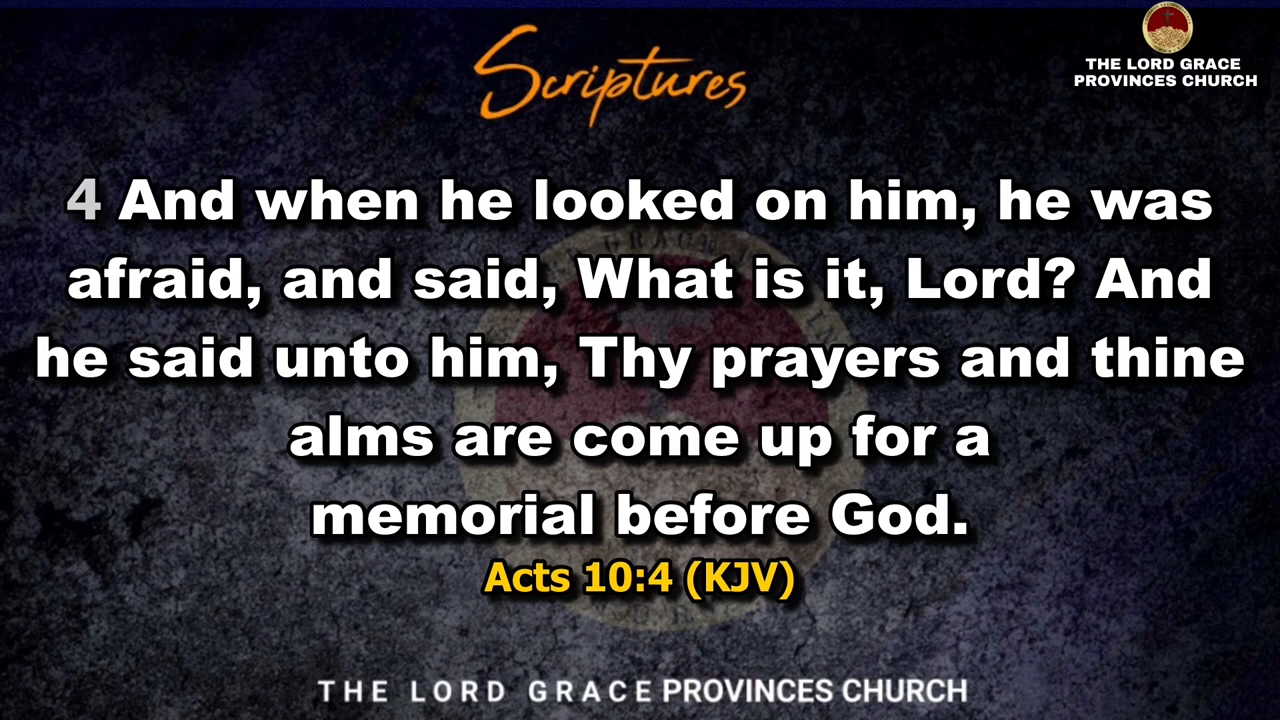 Scriptures
THE LORD GRACE
PROVINCES CHURCH
4 And when he looked on him, he was
afraid, and said, What is it, Lord? And
he said unto him, Thy prayers and thine
alms are come up for a
memorial before God.
Acts 10:4 (KJV)
THE LORD GRACE PROVINCES CHURCH